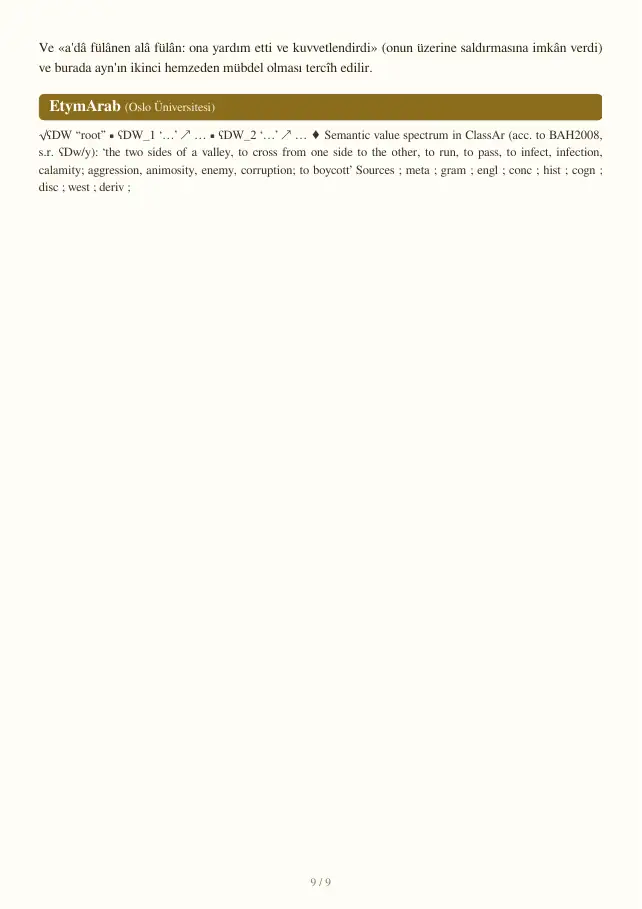 Ve «a'dâ fülânen alâ fülân: ona yardım etti ve kuvvetlendirdi» (onun üzerine saldırmasına imkân verdi)
ve burada ayn'ın ikinci hemzeden mübdel olması tercîh edilir.
EtymArab (Oslo Üniversitesi)
√ʕDW “root” ▪ ʕDW_1 ‘…’ ↗ … ▪ ʕDW_2 ‘…’ ↗ … ♦ Semantic value spectrum in ClassAr (acc. to BAH2008,
s.r. ʕDw/y): ‘the two sides of a valley, to cross from one side to the other, to run, to pass, to infect, infection,
calamity; aggression, animosity, enemy, corruption; to boycott’ Sources ; meta ; gram ; engl ; conc ; hist ; cogn ;
disc ; west ; deriv ;
9 / 9